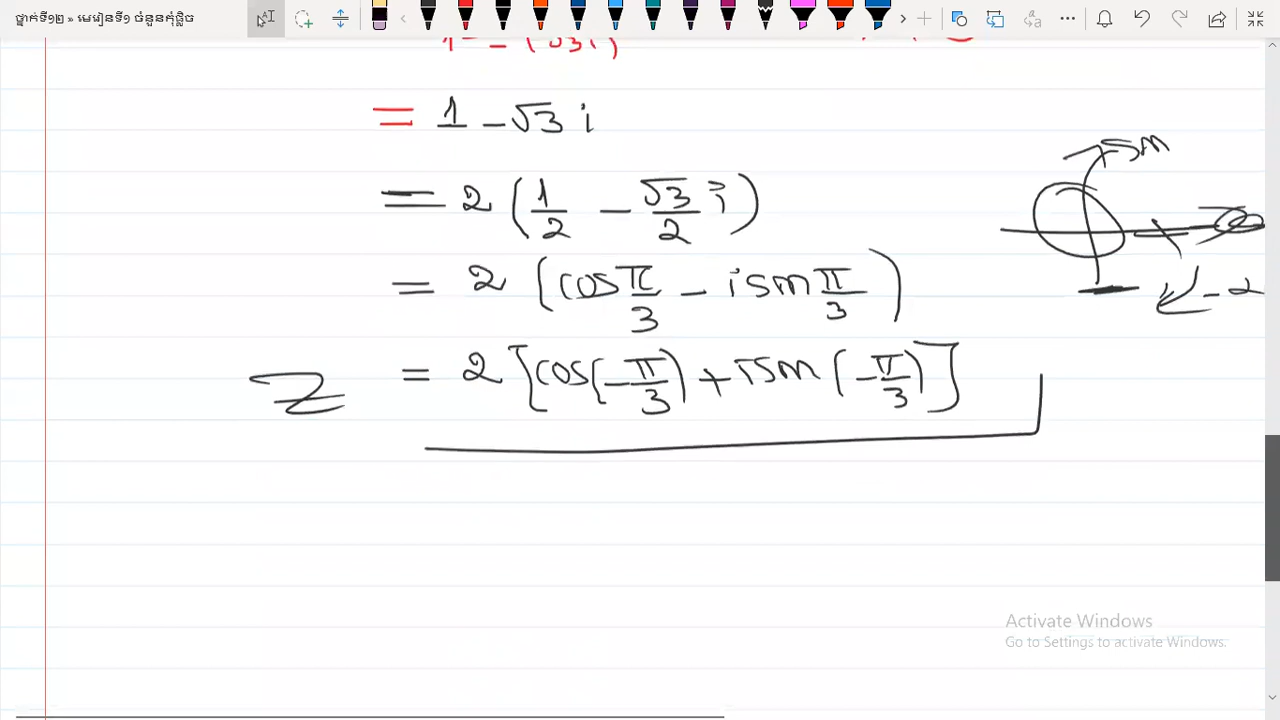 ថ្នាក់ទី១២ » មេរៀនទី១ ចំនួនកុំផ្លិច
= 1 - √3 i
= 2 (1/2 - √3/2 i)
sin
= 2 (cos π/3 - i sin π/3)
-α
Z = 2 [cos(-π/3) + i sin (-π/3)]
Activate Windows
Go to Settings to activate Windows.